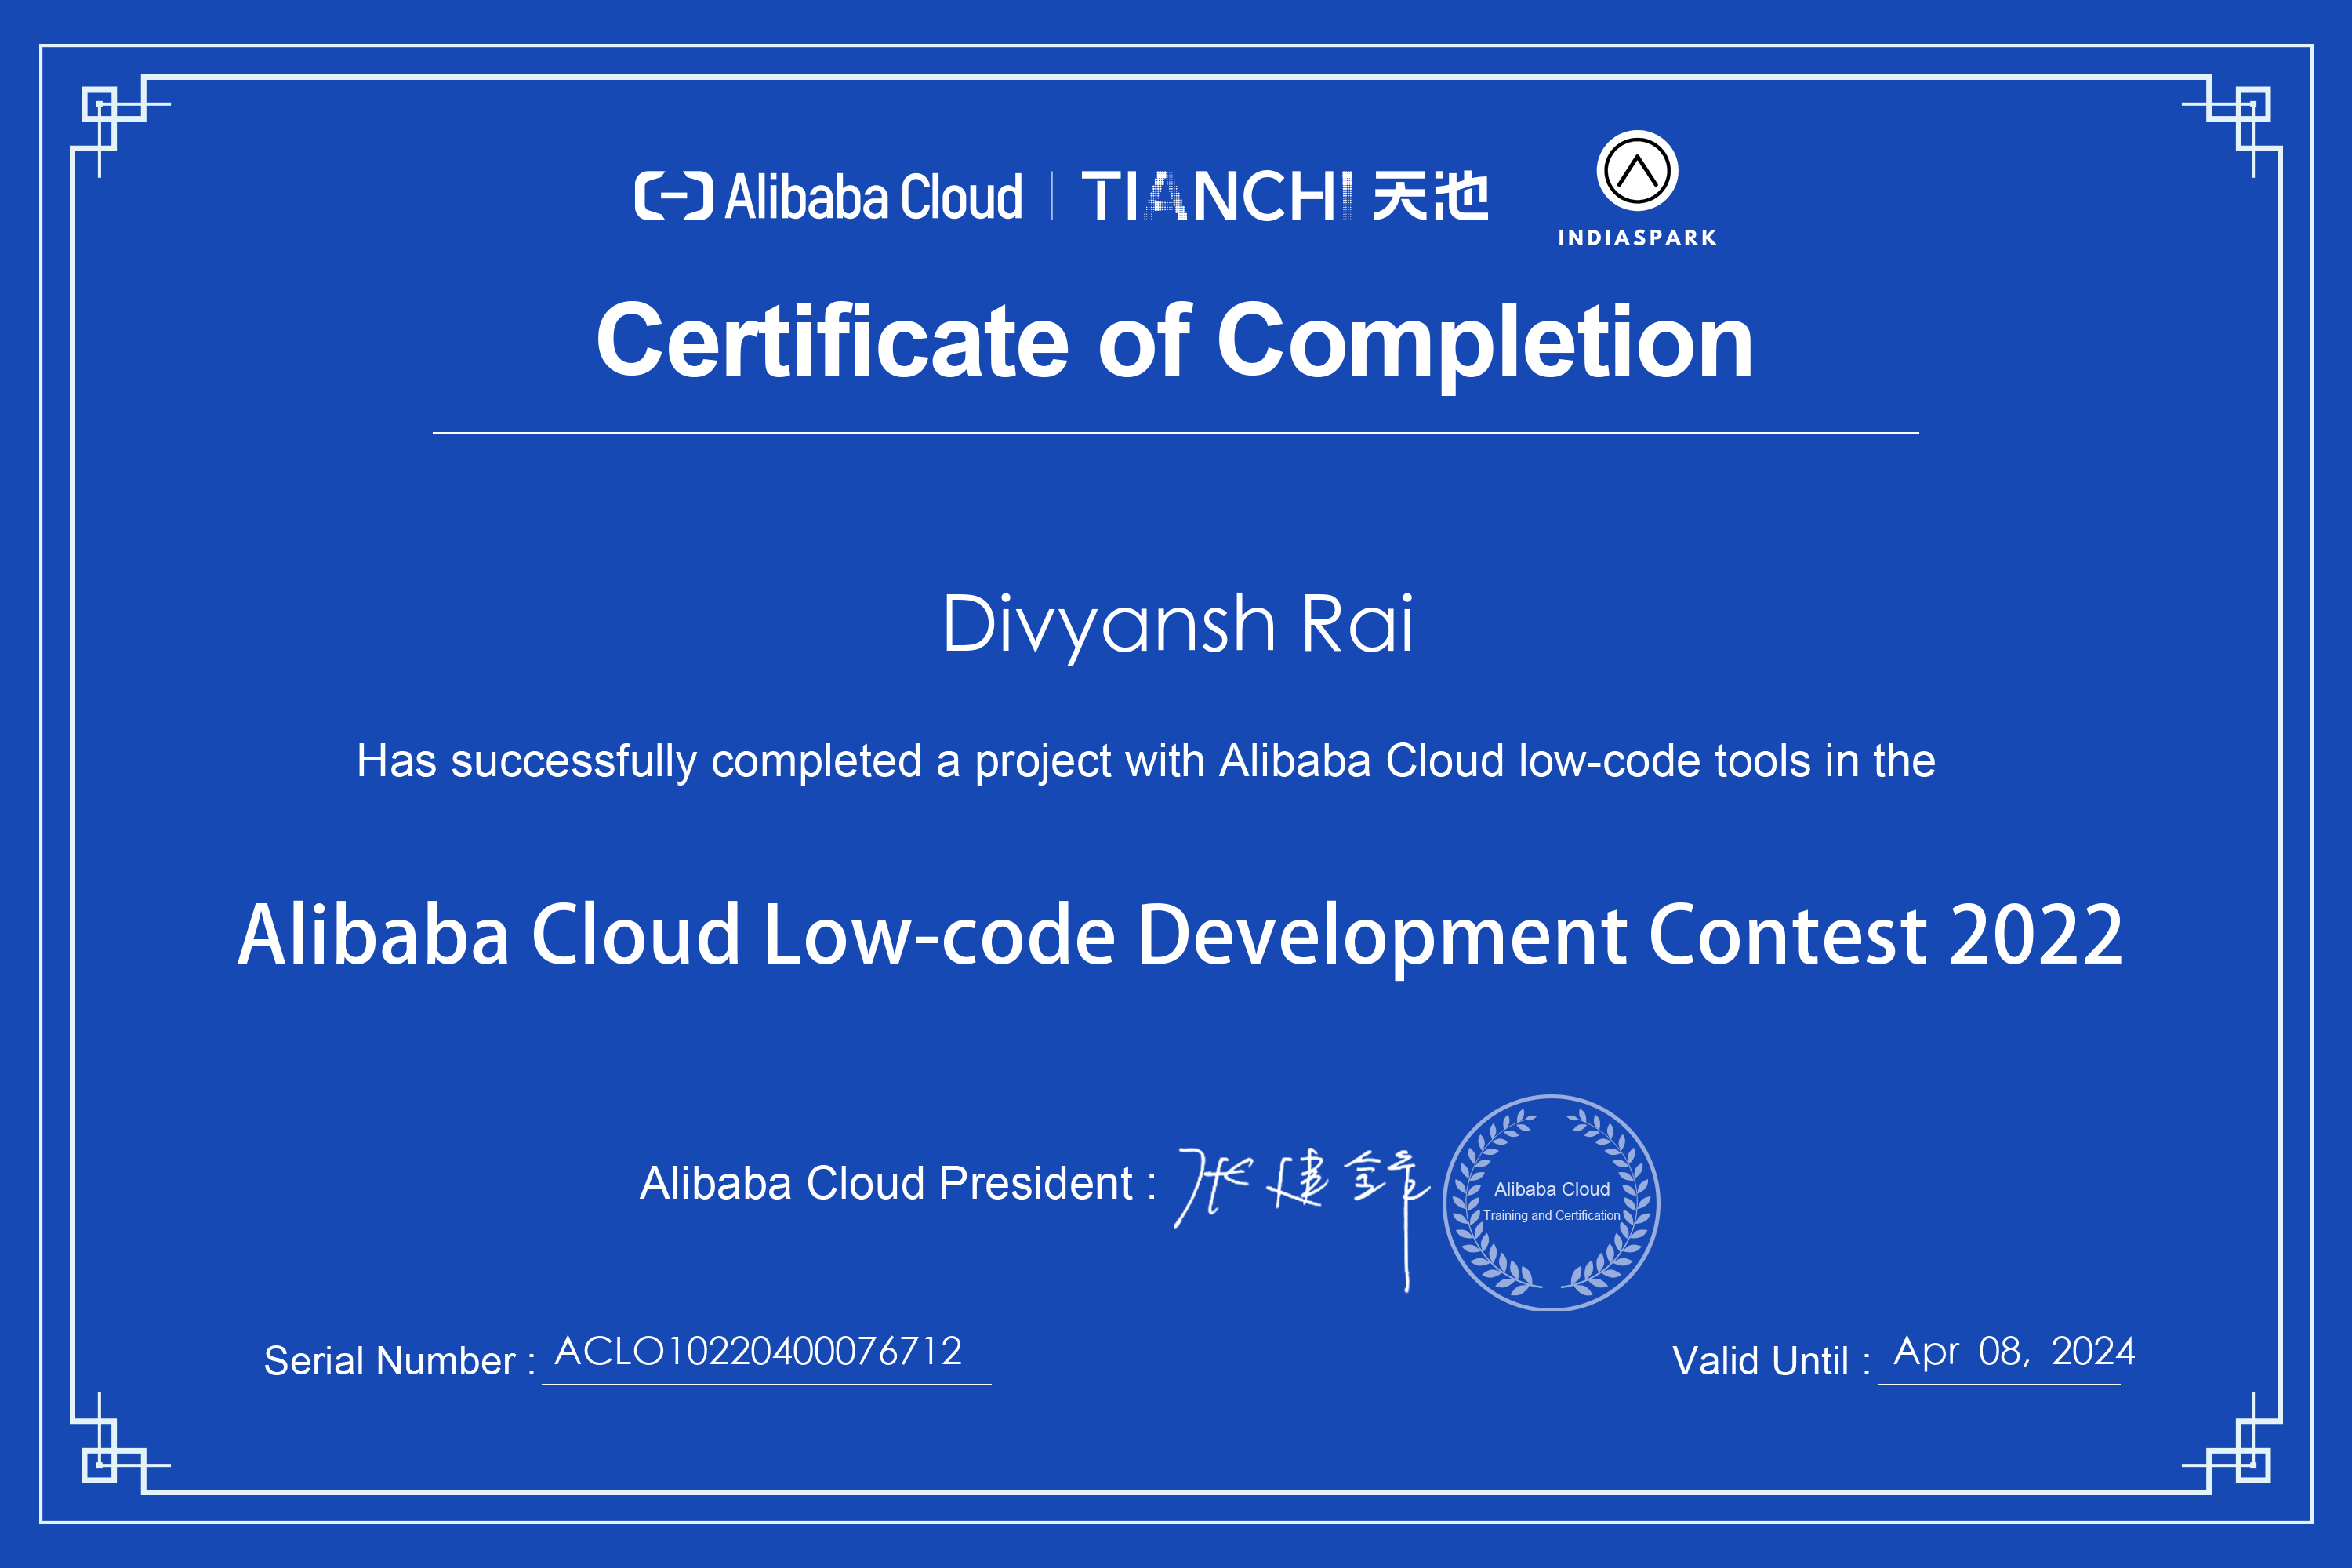 Alibaba Cloud | TIANCHI 天池
INDIASPARK
Certificate of Completion
Divyansh Rai
Has successfully completed a project with Alibaba Cloud low-code tools in the
Alibaba Cloud Low-code Development Contest 2022
Alibaba Cloud President : 张建锋
Alibaba Cloud
Training and Certification
Serial Number : ACLO10220400076712
Valid Until : Apr 08, 2024